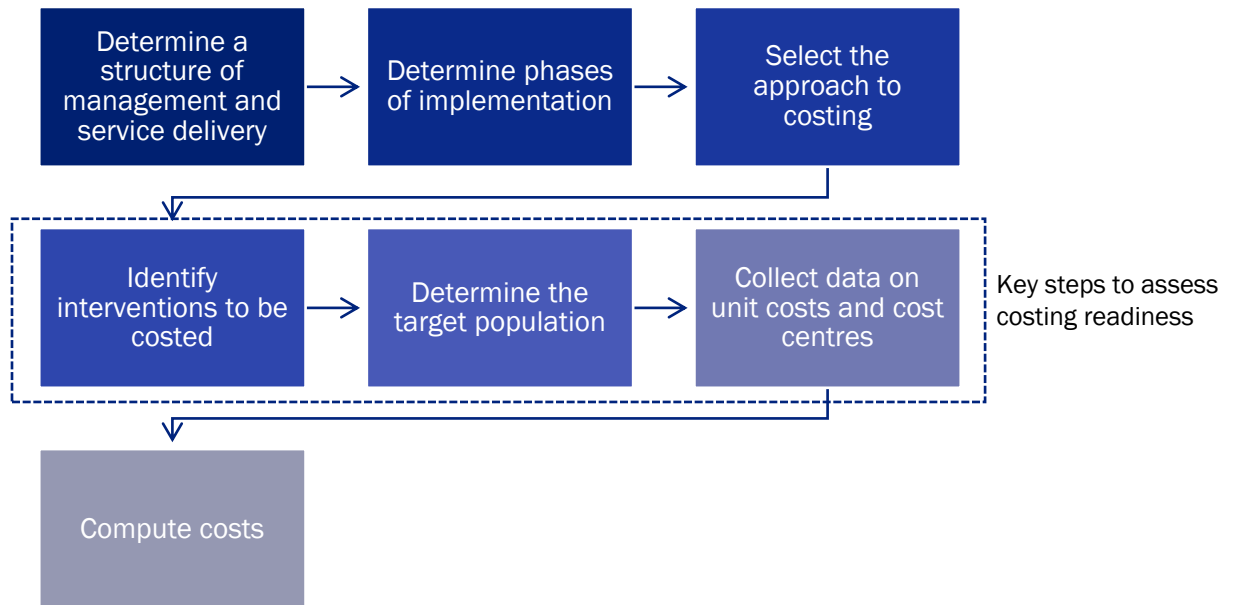 Determine a
structure of
management and
service delivery
Determine phases
of implementation
Select the
approach to
costing
Identify
interventions to be
costed
Determine the
target population
Collect data on
unit costs and cost
centres
Key steps to assess
costing readiness
Compute costs